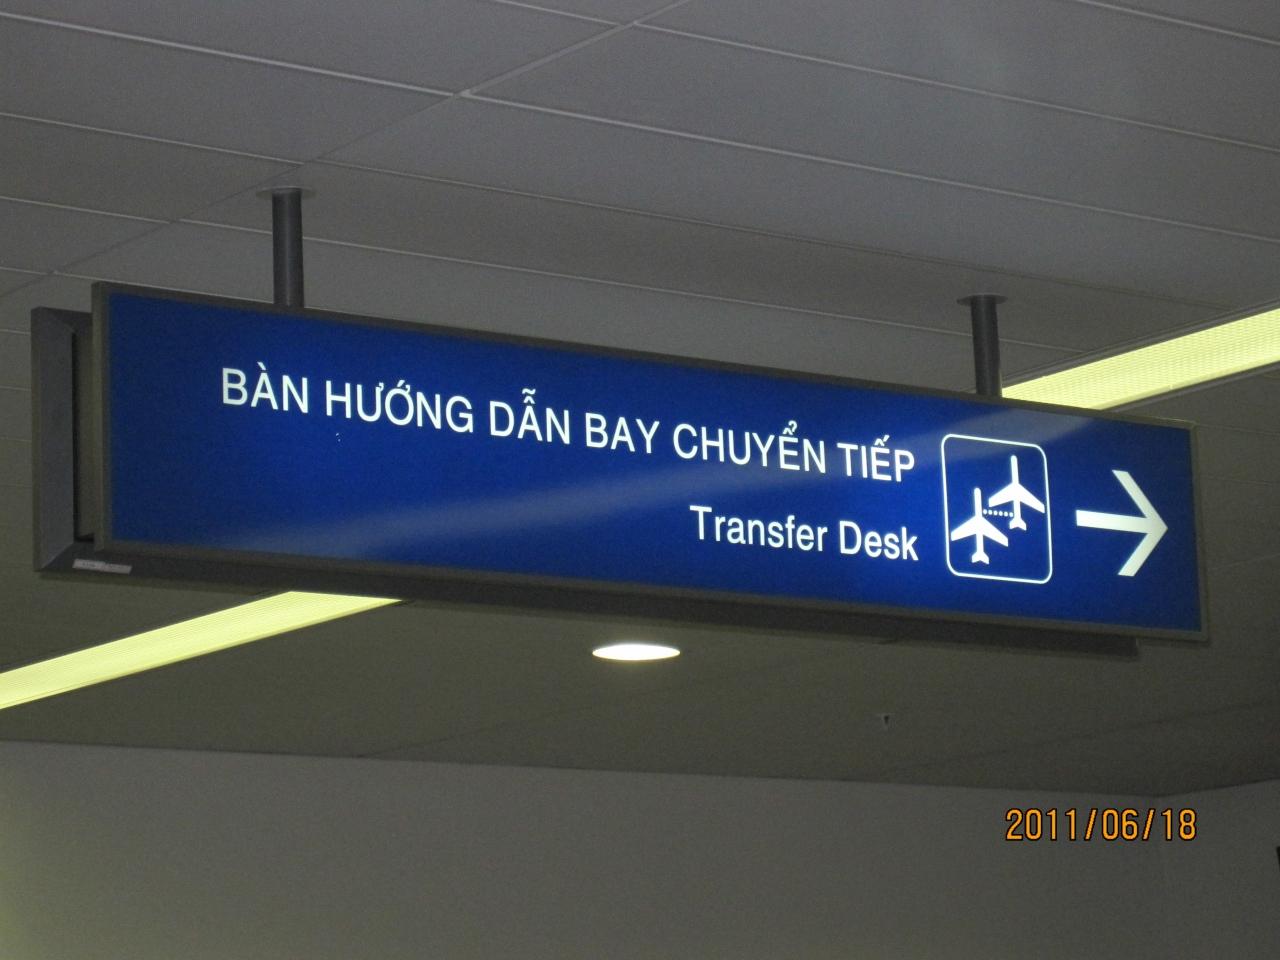 BÀN HƯỚNG DẪN BAY CHUYỂN TIẾP
Transfer Desk
2011/06/18